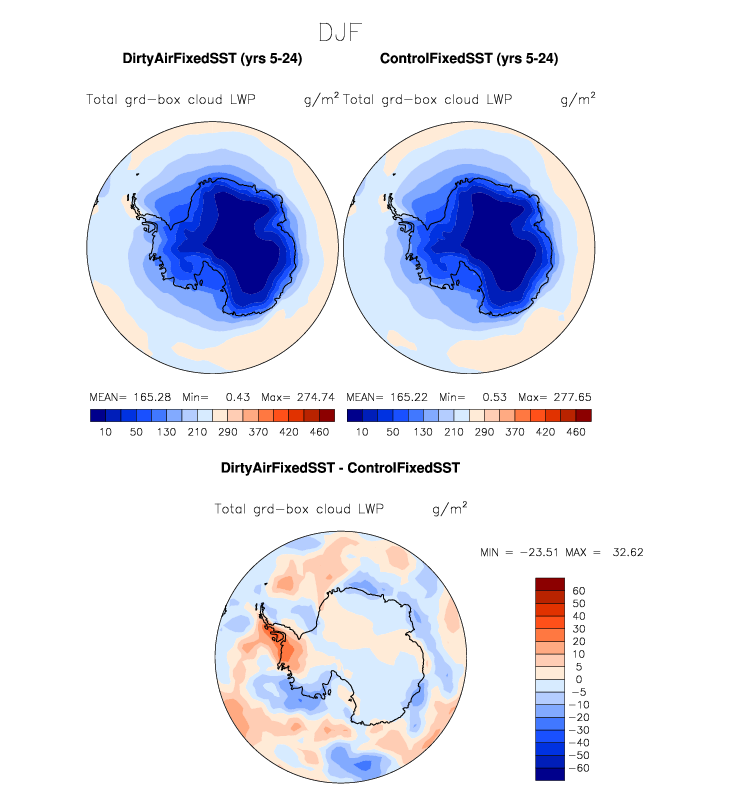 DJF
DirtyAirFixedSST (yrs 5-24) ControlFixedSST (yrs 5-24)
Total grd-box cloud LWP g/m² Total grd-box cloud LWP g/m²
MEAN= 165.28 Min= 0.43 Max= 274.74 MEAN= 165.22 Min= 0.53 Max= 277.65
10 50 130 210 290 370 420 460 10 50 130 210 290 370 420 460
DirtyAirFixedSST - ControlFixedSST
Total grd-box cloud LWP g/m²
MIN = -23.51 MAX = 32.62
60
50
40
30
20
10
5
0
-5
-10
-20
-30
-40
-50
-60